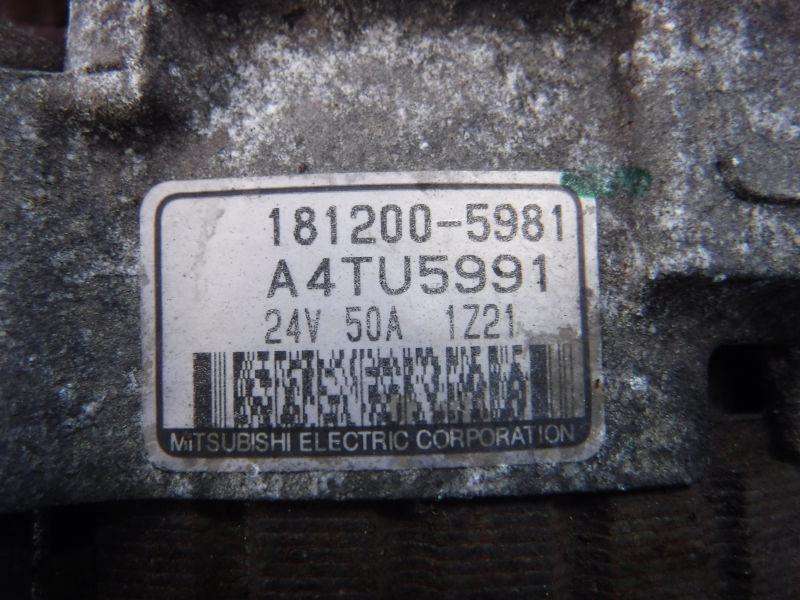 181200-5981
A4TU5991
24V 50A 1Z21
MITSUBISHI ELECTRIC CORPORATION